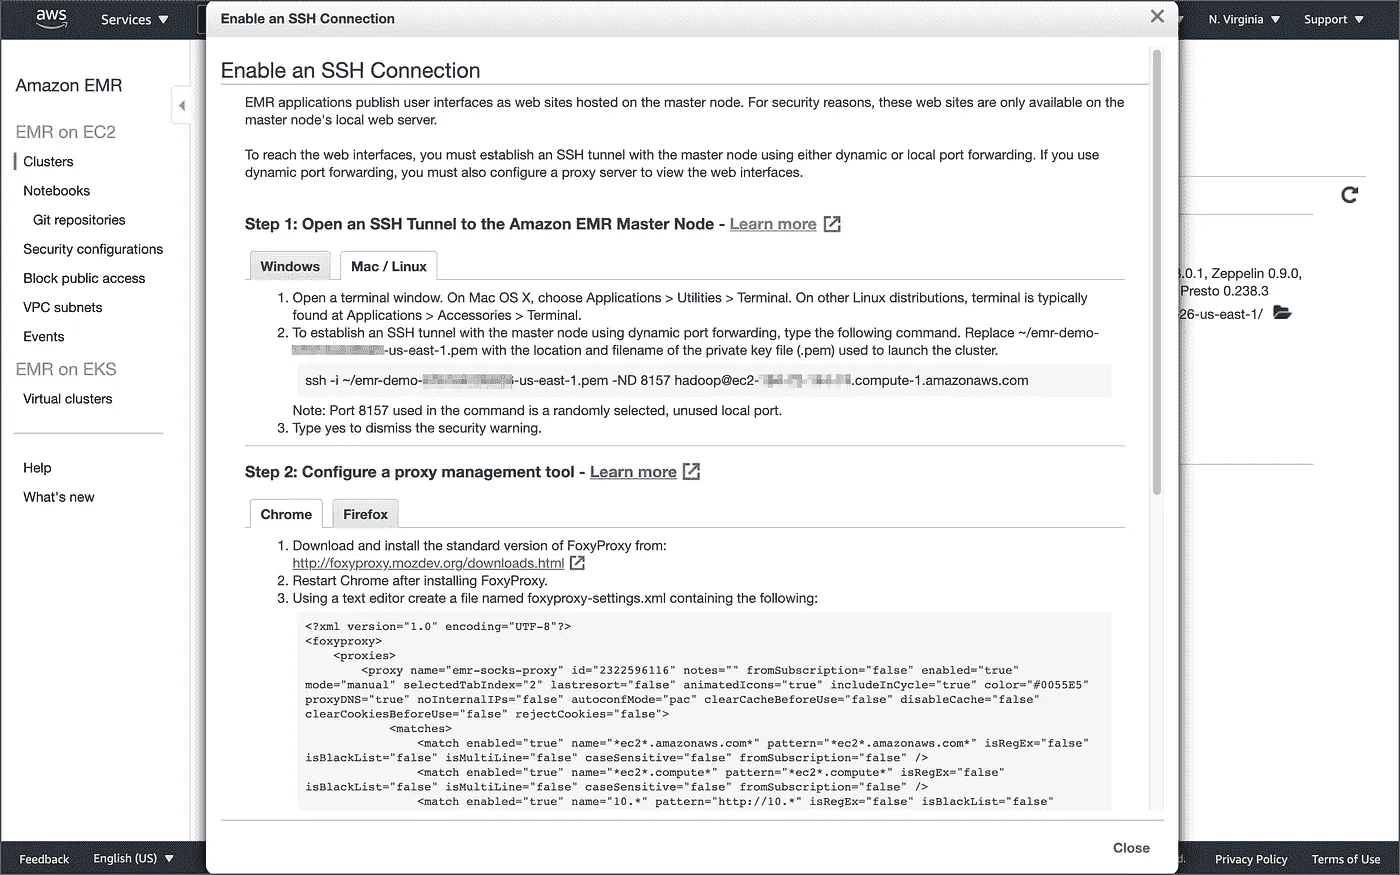 aws
Services
Enable an SSH Connection
N. Virginia
Support
Amazon EMR
EMR on EC2
Clusters
Notebooks
Git repositories
Security configurations
Block public access
VPC subnets
Events
EMR on EKS
Virtual clusters
Help
What's new
Enable an SSH Connection
EMR applications publish user interfaces as web sites hosted on the master node. For security reasons, these web sites are only available on the
master node's local web server.
To reach the web interfaces, you must establish an SSH tunnel with the master node using either dynamic or local port forwarding. If you use
dynamic port forwarding, you must also configure a proxy server to view the web interfaces.
Step 1: Open an SSH Tunnel to the Amazon EMR Master Node - Learn more
Windows
Mac / Linux
1. Open a terminal window. On Mac OS X, choose Applications > Utilities > Terminal. On other Linux distributions, terminal is typically
found at Applications > Accessories > Terminal.
2. To establish an SSH tunnel with the master node using dynamic port forwarding, type the following command. Replace ~/emr-demo-
-us-east-1.pem with the location and filename of the private key file (.pem) used to launch the cluster.
ssh -i ~/emr-demo- -us-east-1.pem -ND 8157 hadoop@ec2- .compute-1.amazonaws.com
Note: Port 8157 used in the command is a randomly selected, unused local port.
3. Type yes to dismiss the security warning.
Step 2: Configure a proxy management tool - Learn more
Chrome
Firefox
1. Download and install the standard version of FoxyProxy from:
http://foxyproxy.mozdev.org/downloads.html
2. Restart Chrome after installing FoxyProxy.
3. Using a text editor create a file named foxyproxy-settings.xml containing the following:
<?xml version="1.0" encoding="UTF-8"?>
<foxyproxy>
<proxies>
<proxy name="emr-socks-proxy" id="2322596116" notes="" fromSubscription="false" enabled="true"
mode="manual" selectedTabIndex="2" lastresort="false" animatedIcons="true" includeInCycle="true" color="#0055E5"
proxyDNS="true" noInternalIPs="false" autoconfMode="pac" clearCacheBeforeUse="false" disableCache="false"
clearCookiesBeforeUse="false" rejectCookies="false">
<matches>
<match enabled="true" name="*ec2*.amazonaws.com*" pattern="*ec2*.amazonaws.com*" isRegEx="false"
isBlackList="false" isMultiLine="false" caseSensitive="false" fromSubscription="false" />
<match enabled="true" name="*ec2*.compute*" pattern="*ec2*.compute*" isRegEx="false"
isBlackList="false" isMultiLine="false" caseSensitive="false" fromSubscription="false" />
<match enabled="true" name="10.*" pattern="http://10.*" isRegEx="false" isBlackList="false"
.0.1, Zeppelin 0.9.0,
Presto 0.238.3
26-us-east-1/
Close
Feedback
English (US)
Privacy Policy
Terms of Use